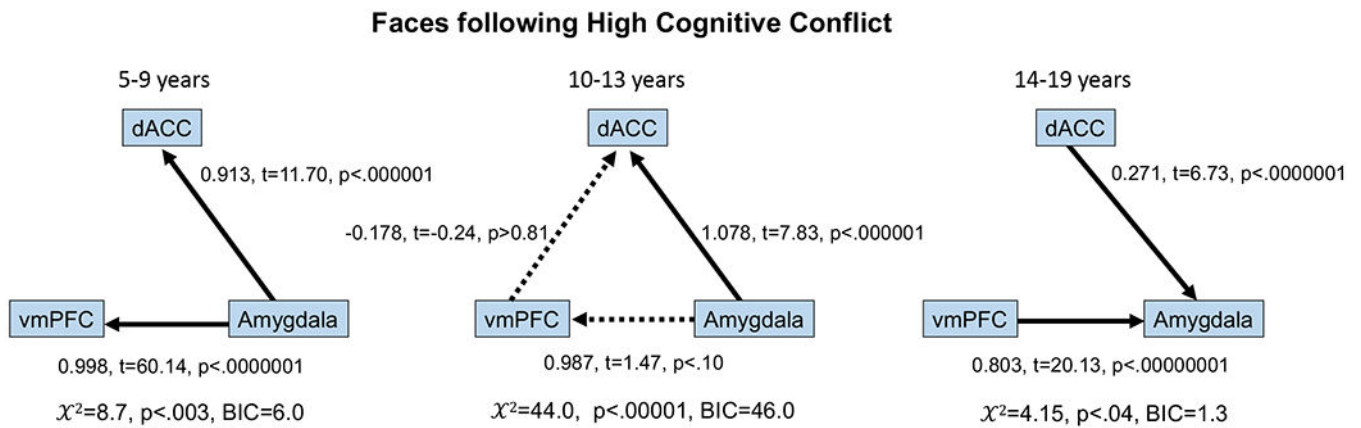 Faces following High Cognitive Conflict
5-9 years
dACC
0.913, t=11.70, p<.000001
vmPFC
Amygdala
0.998, t=60.14, p<.0000001
𝒳²=8.7, p<.003, BIC=6.0
10-13 years
dACC
-0.178, t=-0.24, p>0.81
1.078, t=7.83, p<.000001
vmPFC
Amygdala
0.987, t=1.47, p<.10
𝒳²=44.0, p<.00001, BIC=46.0
14-19 years
dACC
0.271, t=6.73, p<.0000001
vmPFC
Amygdala
0.803, t=20.13, p<.00000001
𝒳²=4.15, p<.04, BIC=1.3